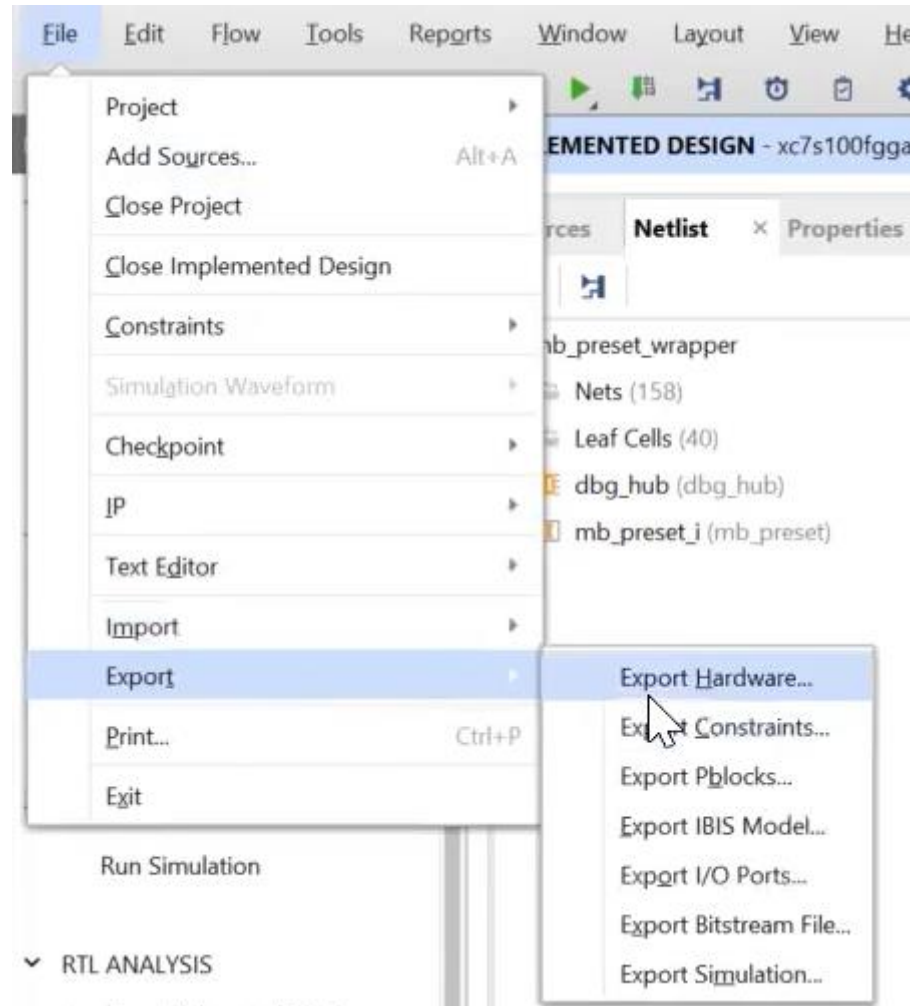 File Edit Flow Tools Reports Window Layout View He
Project
Add Sources... Alt+A
Close Project
Close Implemented Design
Constraints
Simulation Waveform
Checkpoint
IP
Text Editor
Import
Export
Print... Ctrl+P
Exit
Run Simulation
RTL ANALYSIS
EMENTED DESIGN - xc7s100fgga
rces Netlist × Properties
mb_preset_wrapper
Nets (158)
Leaf Cells (40)
dbg_hub (dbg_hub)
mb_preset_i (mb_preset)
Export Hardware...
Export Constraints...
Export Pblocks...
Export IBIS Model...
Export I/O Ports...
Export Bitstream File...
Export Simulation...